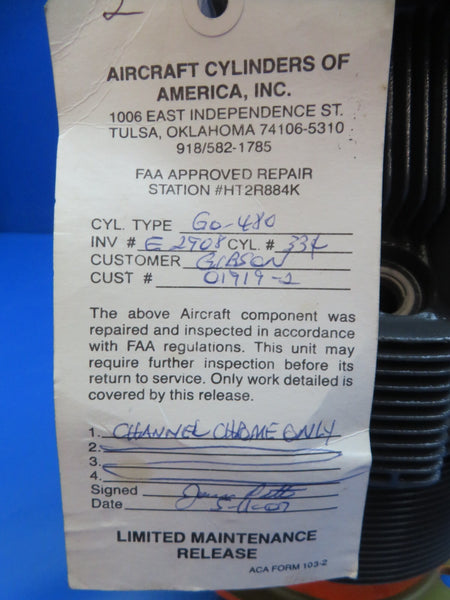 2
AIRCRAFT CYLINDERS OF
AMERICA, INC.
1006 EAST INDEPENDENCE ST.
TULSA, OKLAHOMA 74106-5310
918/582-1785
FAA APPROVED REPAIR
STATION #HT2R884K
CYL. TYPE GO-480
INV # E 2908 CYL. # 334
CUSTOMER GIBSON
CUST # 01919-2
The above Aircraft component was
repaired and inspected in accordance
with FAA regulations. This unit may
require further inspection before its
return to service. Only work detailed is
covered by this release.
1. CHANNEL CHROME ONLY
2.
3.
4.
Signed
Date
LIMITED MAINTENANCE
RELEASE
ACA FORM 103-2